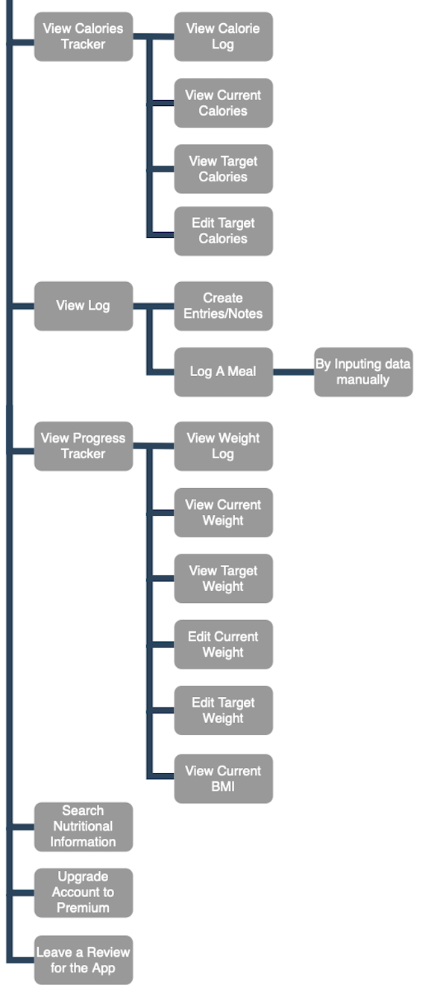 View Calories
Tracker
View Calorie
Log
View Current
Calories
View Target
Calories
Edit Target
Calories
View Log
Create
Entries/Notes
Log A Meal
By Inputing data
manually
View Progress
Tracker
View Weight
Log
View Current
Weight
View Target
Weight
Edit Current
Weight
Edit Target
Weight
View Current
BMI
Search
Nutritional
Information
Upgrade
Account to
Premium
Leave a Review
for the App